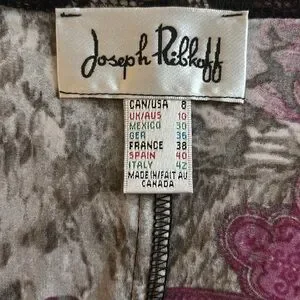 Joseph Ribkoff
CAN/USA 8
UK/AUS 10
MEXICO 30
GER 36
FRANCE 38
SPAIN 40
ITALY 42
MADE IN/FAIT AU
CANADA